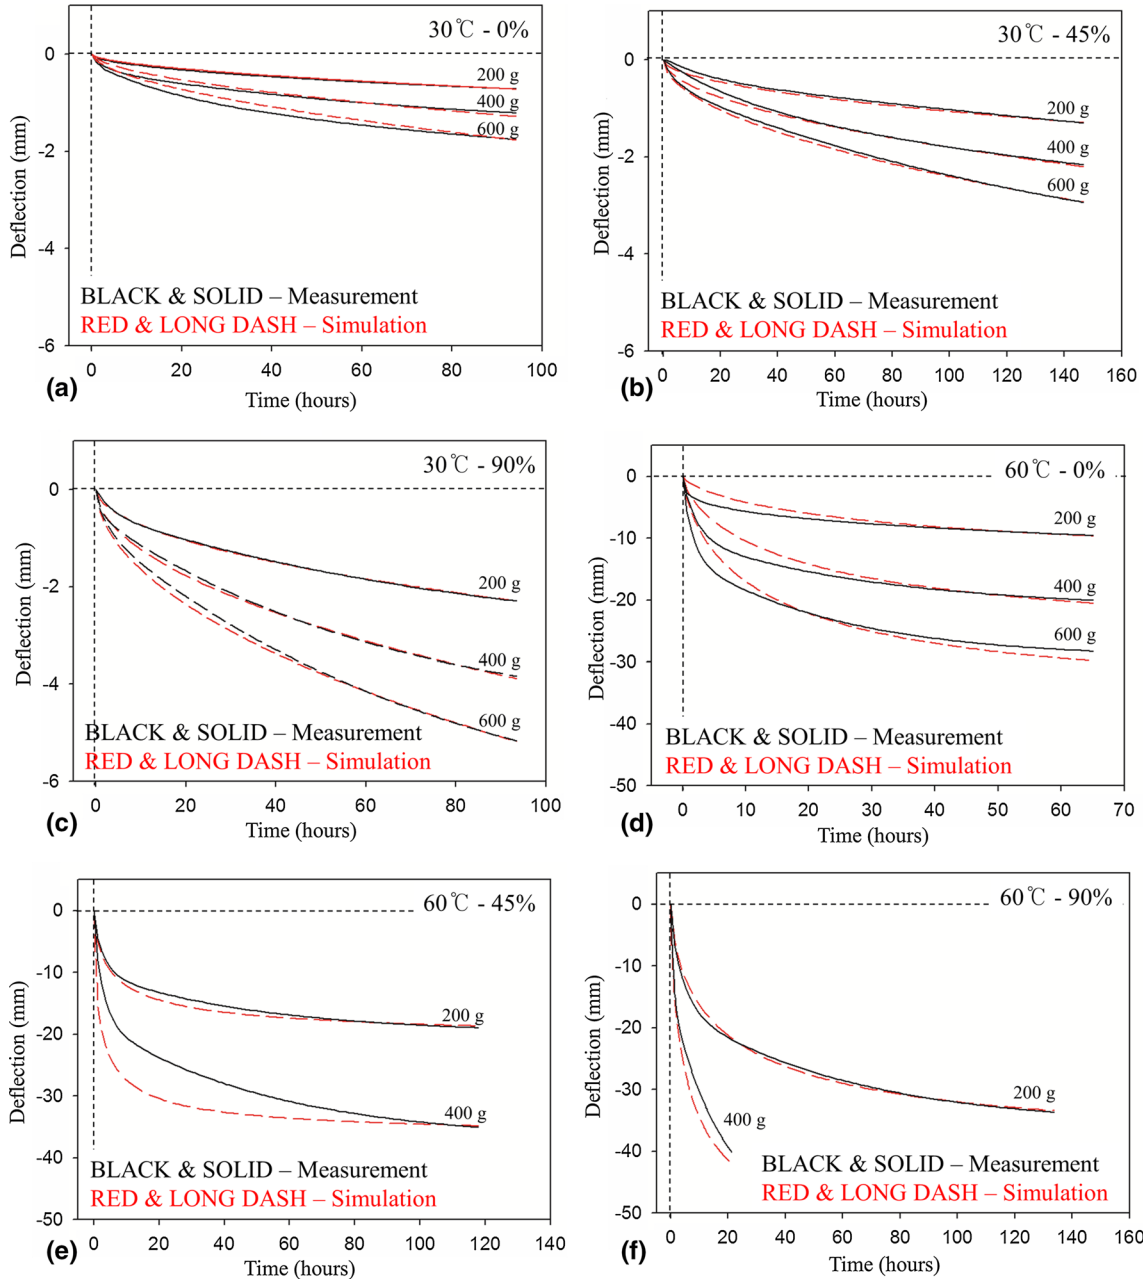 30℃ - 0%
0
-2
-4
-6
Deflection (mm)
200 g
400 g
600 g
BLACK & SOLID – Measurement
RED & LONG DASH – Simulation
0 20 40 60 80 100
Time (hours)
(a)
30℃ - 45%
0
-2
-4
-6
Deflection (mm)
200 g
400 g
600 g
BLACK & SOLID – Measurement
RED & LONG DASH – Simulation
0 20 40 60 80 100 120 140 160
Time (hours)
(b)
30℃ - 90%
0
-2
-4
-6
Deflection (mm)
200 g
400 g
600 g
BLACK & SOLID – Measurement
RED & LONG DASH – Simulation
0 20 40 60 80 100
Time (hours)
(c)
60℃ - 0%
0
-10
-20
-30
-40
-50
Deflection (mm)
200 g
400 g
600 g
BLACK & SOLID – Measurement
RED & LONG DASH – Simulation
0 10 20 30 40 50 60 70
Time (hours)
(d)
60℃ - 45%
0
-10
-20
-30
-40
-50
Deflection (mm)
200 g
400 g
BLACK & SOLID – Measurement
RED & LONG DASH – Simulation
0 20 40 60 80 100 120 140
Time (hours)
(e)
60℃ - 90%
0
-10
-20
-30
-40
-50
Deflection (mm)
200 g
400 g
BLACK & SOLID – Measurement
RED & LONG DASH – Simulation
0 20 40 60 80 100 120 140 160
Time (hours)
(f)